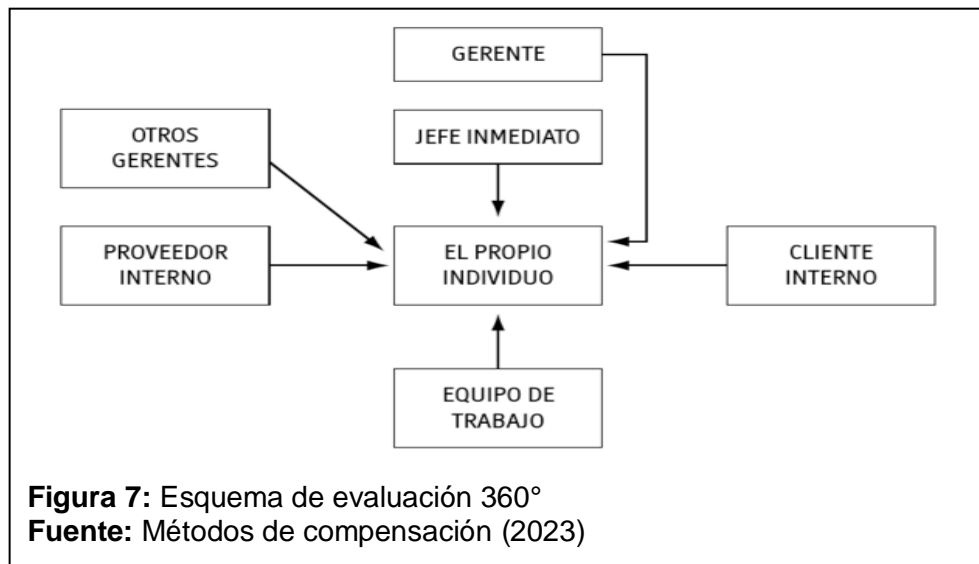 GERENTE
OTROS
GERENTES
JEFE INMEDIATO
PROVEEDOR
INTERNO
EL PROPIO
INDIVIDUO
CLIENTE
INTERNO
EQUIPO DE
TRABAJO
Figura 7: Esquema de evaluación 360°
Fuente: Métodos de compensación (2023)